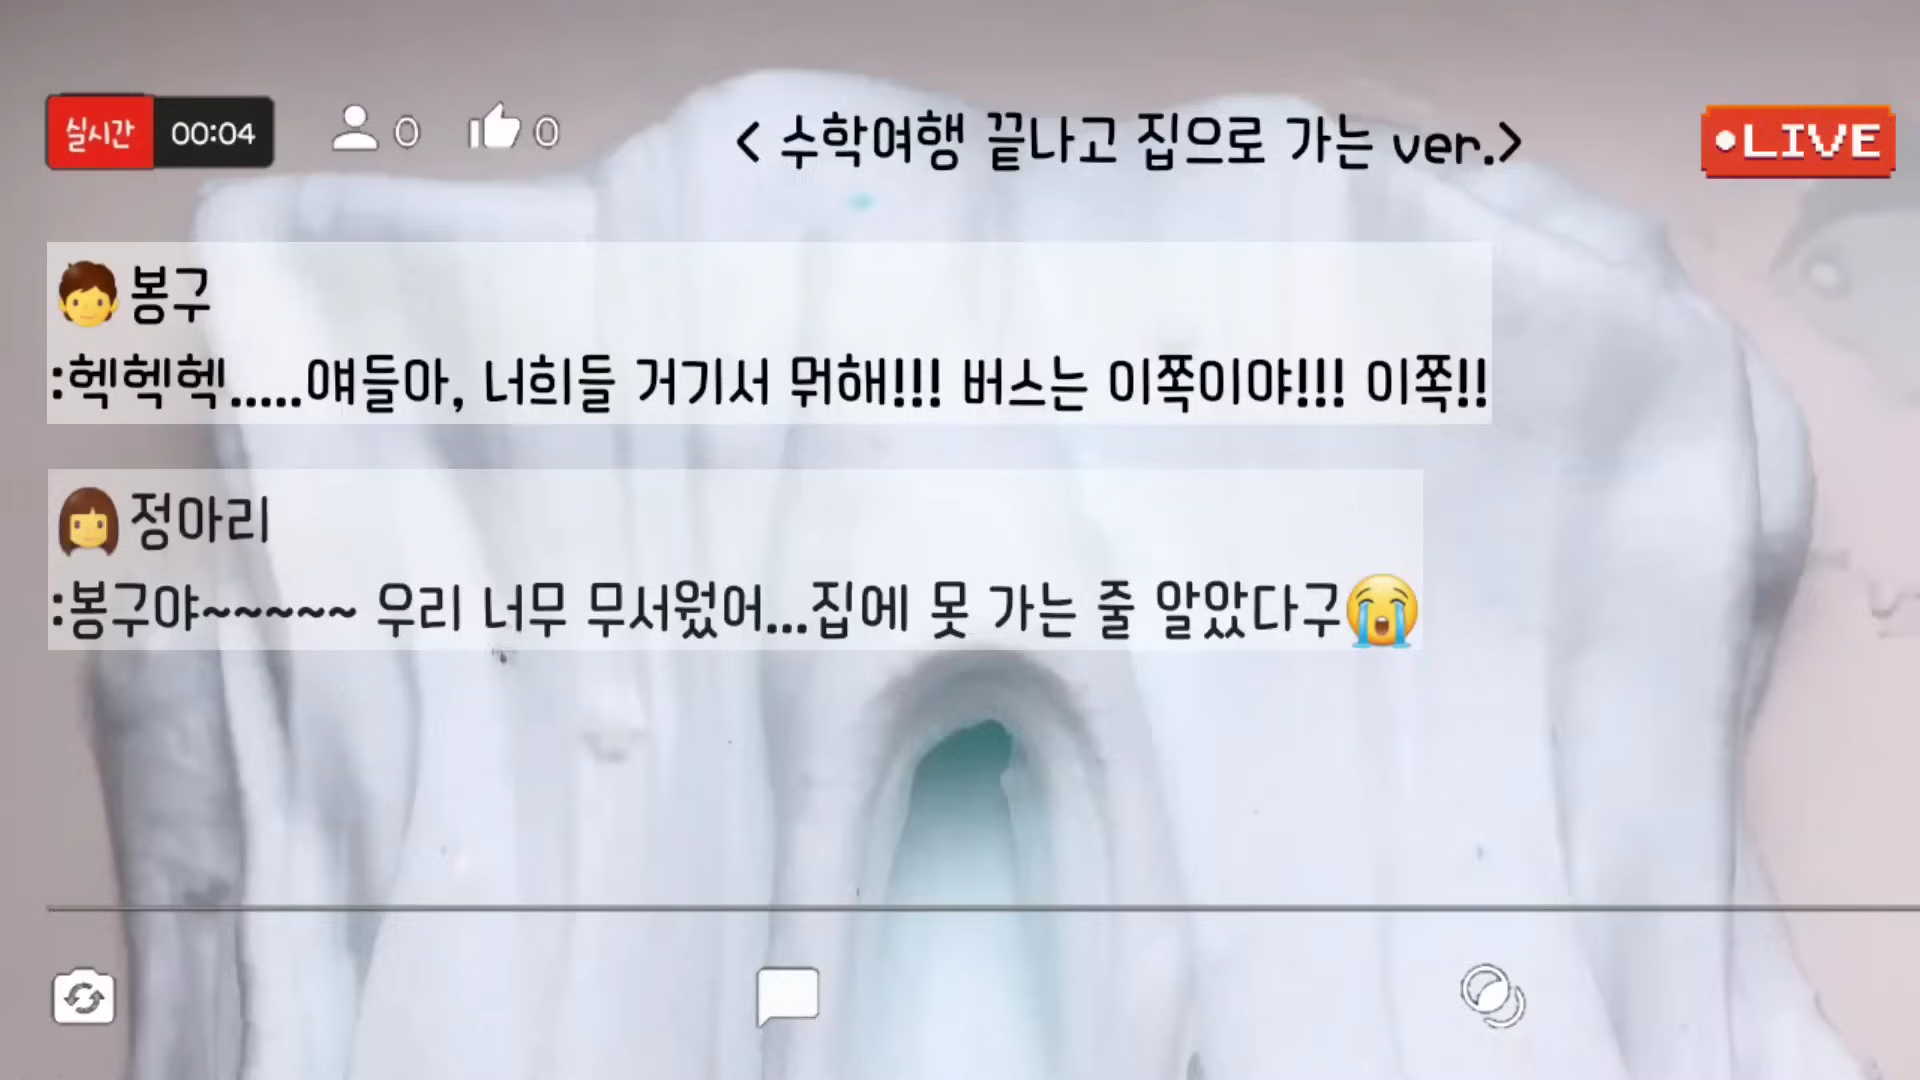 실시간 00:04 0 0 < 수학여행 끝나고 집으로 가는 ver.> LIVE
봉구
:헥헥헥.....얘들아, 너희들 거기서 뭐해!!! 버스는 이쪽이야!!! 이쪽!!
정아리
:봉구야~~~~~ 우리 너무 무서웠어...집에 못 가는 줄 알았다구😭